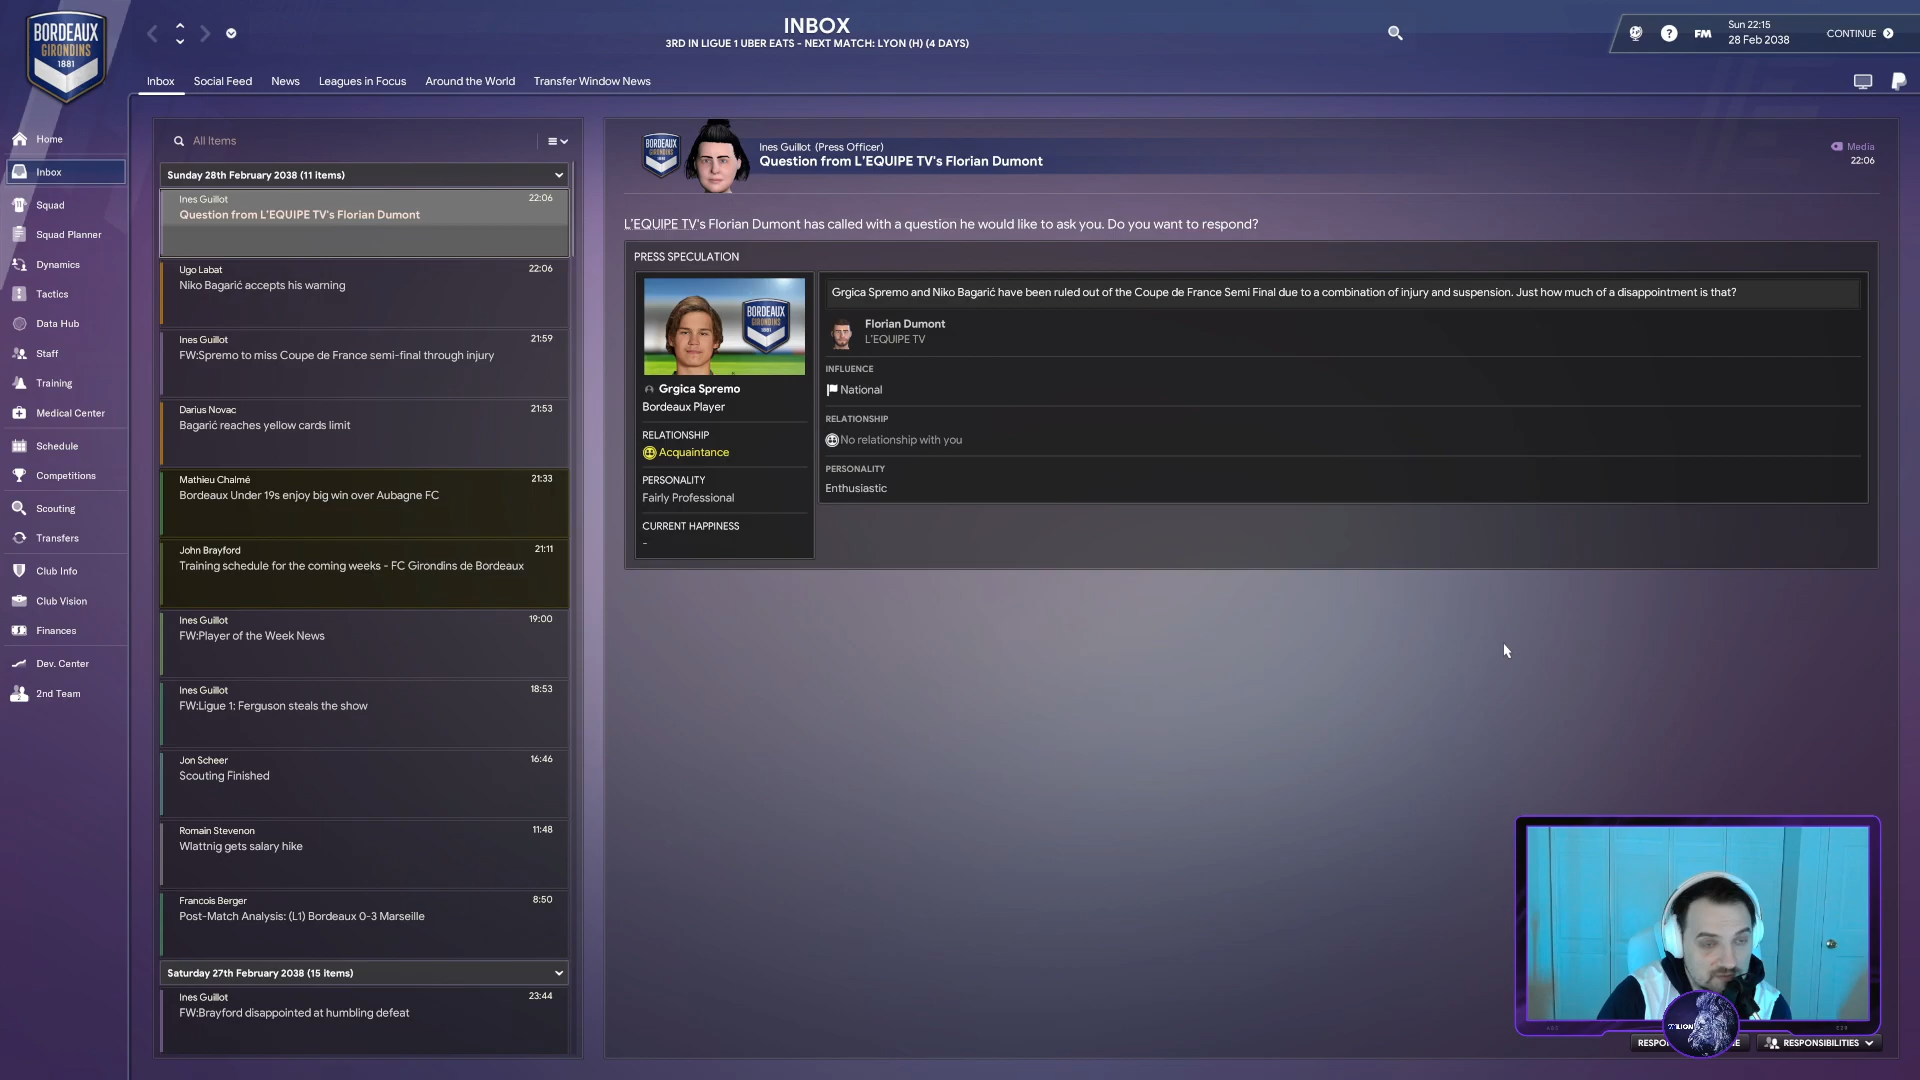 BORDEAUX
GIRONDINS
1881
INBOX
3RD IN LIGUE 1 UBER EATS - NEXT MATCH: LYON (H) (4 DAYS)
FM
Sun 22:15
28 Feb 2038
CONTINUE
Inbox
Social Feed
News
Leagues in Focus
Around the World
Transfer Window News
Home
Inbox
Squad
Squad Planner
Dynamics
Tactics
Data Hub
Staff
Training
Medical Center
Schedule
Competitions
Scouting
Transfers
Club Info
Club Vision
Finances
Dev. Center
2nd Team
All Items
Sunday 28th February 2038 (11 items)
Ines Guillot 22:06
Question from L'EQUIPE TV's Florian Dumont
Ugo Labat 22:06
Niko Bagarić accepts his warning
Ines Guillot 21:59
FW:Spremo to miss Coupe de France semi-final through injury
Darius Novac 21:53
Bagarić reaches yellow cards limit
Mathieu Chalmé 21:33
Bordeaux Under 19s enjoy big win over Aubagne FC
John Brayford 21:11
Training schedule for the coming weeks - FC Girondins de Bordeaux
Ines Guillot 19:00
FW:Player of the Week News
Ines Guillot 18:53
FW:Ligue 1: Ferguson steals the show
Jon Scheer 16:46
Scouting Finished
Romain Stevenon 11:48
Wlattnig gets salary hike
Francois Berger 8:50
Post-Match Analysis: (L1) Bordeaux 0-3 Marseille
Saturday 27th February 2038 (15 items)
Ines Guillot 23:44
FW:Brayford disappointed at humbling defeat
BORDEAUX
Ines Guillot (Press Officer)
Question from L'EQUIPE TV's Florian Dumont
Media
22:06
L'EQUIPE TV's Florian Dumont has called with a question he would like to ask you. Do you want to respond?
PRESS SPECULATION
BORDEAUX
GIRONDINS
Grgica Spremo
Bordeaux Player
RELATIONSHIP
Acquaintance
PERSONALITY
Fairly Professional
CURRENT HAPPINESS
-
Grgica Spremo and Niko Bagarić have been ruled out of the Coupe de France Semi Final due to a combination of injury and suspension. Just how much of a disappointment is that?
Florian Dumont
L'EQUIPE TV
INFLUENCE
National
RELATIONSHIP
No relationship with you
PERSONALITY
Enthusiastic
RESPONSIBILITIES